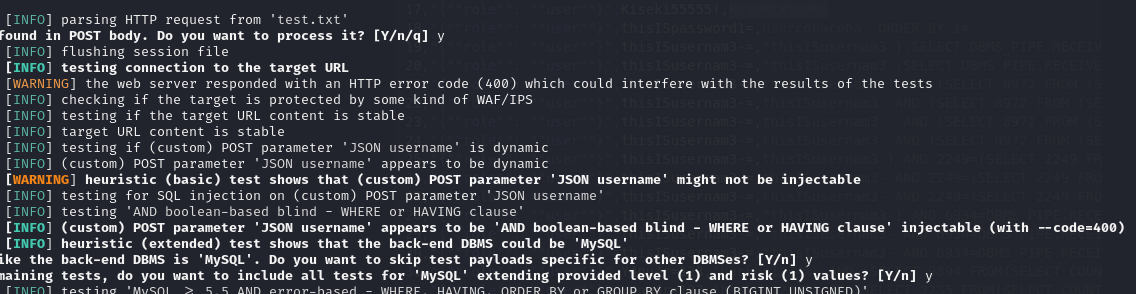 [INFO] parsing HTTP request from 'test.txt'
found in POST body. Do you want to process it? [Y/n/q] y
[INFO] flushing session file
[INFO] testing connection to the target URL
[WARNING] the web server responded with an HTTP error code (400) which could interfere with the results of the tests
[INFO] checking if the target is protected by some kind of WAF/IPS
[INFO] testing if the target URL content is stable
[INFO] target URL content is stable
[INFO] testing if (custom) POST parameter 'JSON username' is dynamic
[INFO] (custom) POST parameter 'JSON username' appears to be dynamic
[WARNING] heuristic (basic) test shows that (custom) POST parameter 'JSON username' might not be injectable
[INFO] testing for SQL injection on (custom) POST parameter 'JSON username'
[INFO] testing 'AND boolean-based blind - WHERE or HAVING clause'
[INFO] (custom) POST parameter 'JSON username' appears to be 'AND boolean-based blind - WHERE or HAVING clause' injectable (with --code=400)
[INFO] heuristic (extended) test shows that the back-end DBMS could be 'MySQL'
ike the back-end DBMS is 'MySQL'. Do you want to skip test payloads specific for other DBMSes? [Y/n] y
maining tests, do you want to include all tests for 'MySQL' extending provided level (1) and risk (1) values? [Y/n] y
[INFO] testing 'MySQL >= 5.5 AND error-based - WHERE, HAVING, ORDER BY or GROUP BY clause (BIGINT UNSIGNED)'